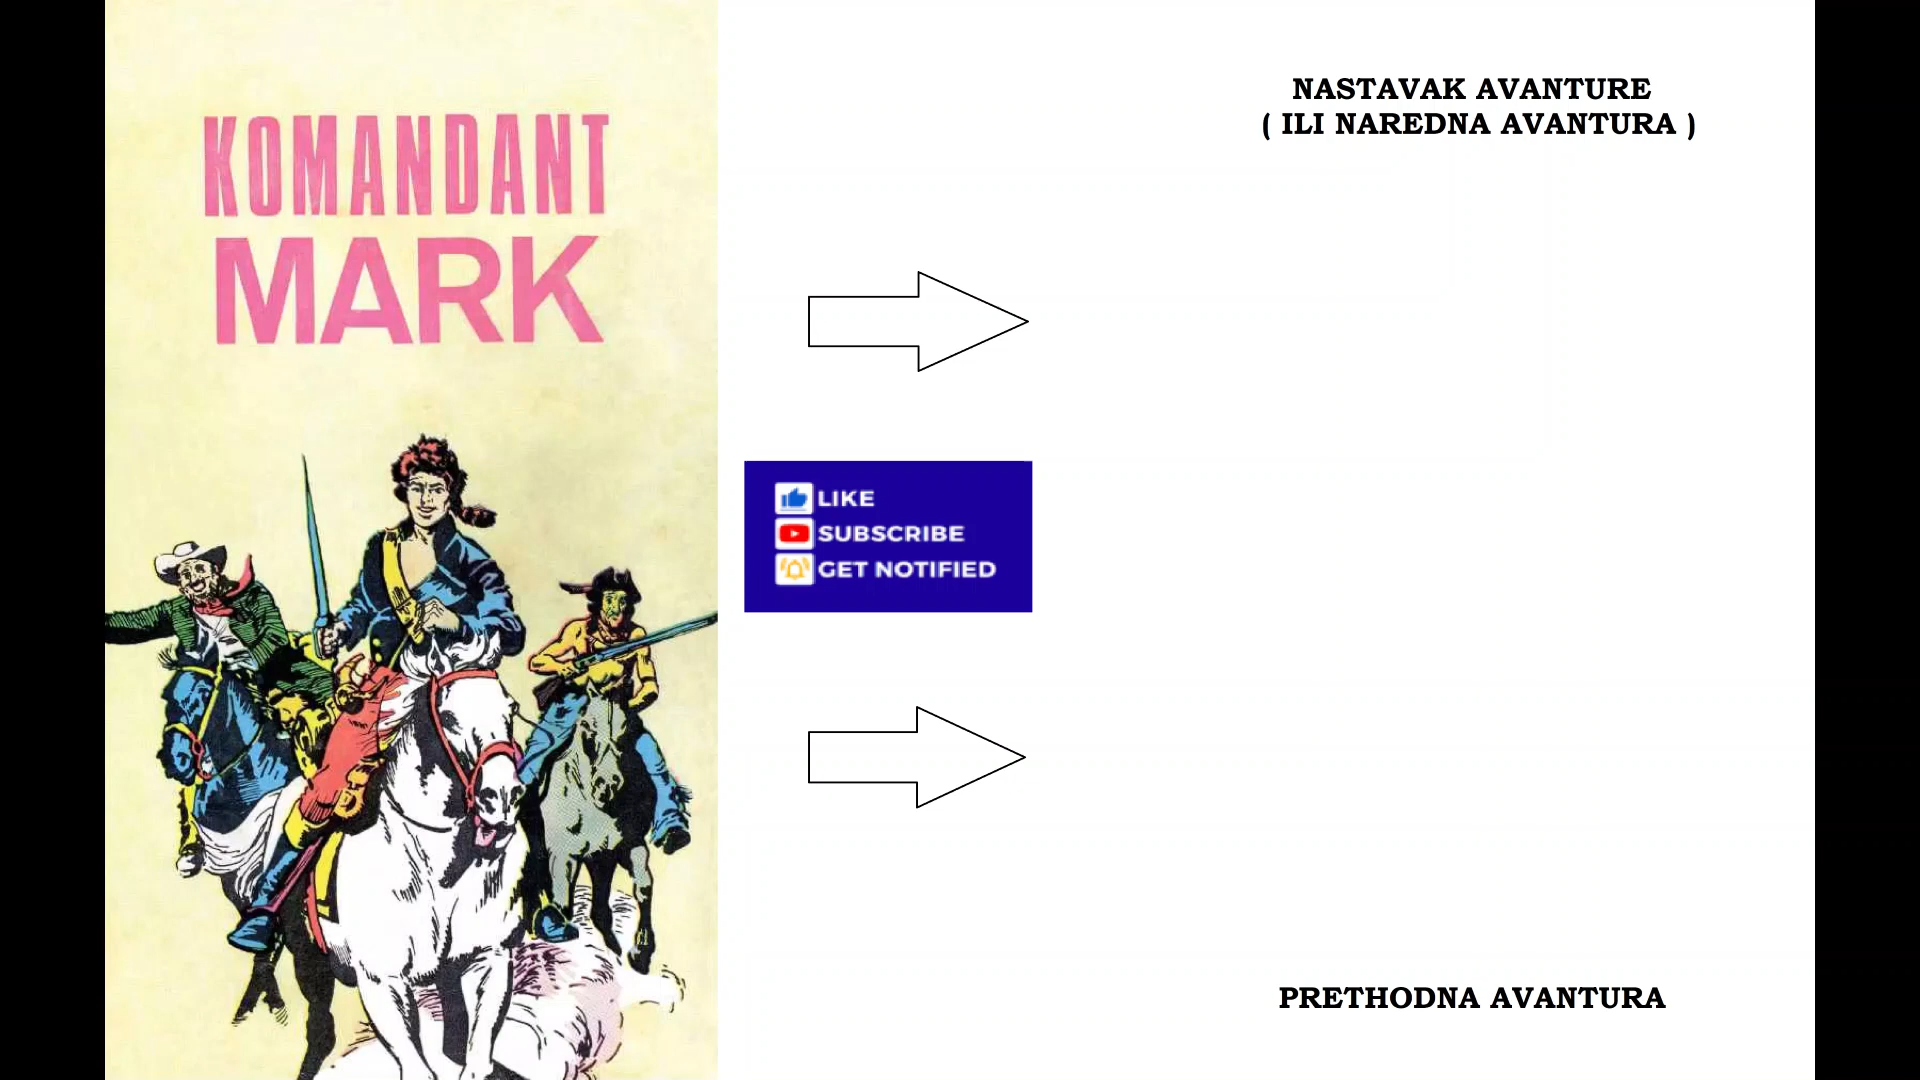 KOMANDANT
MARK
NASTAVAK AVANTURE
( ILI NAREDNA AVANTURA )
LIKE
SUBSCRIBE
GET NOTIFIED
PRETHODNA AVANTURA